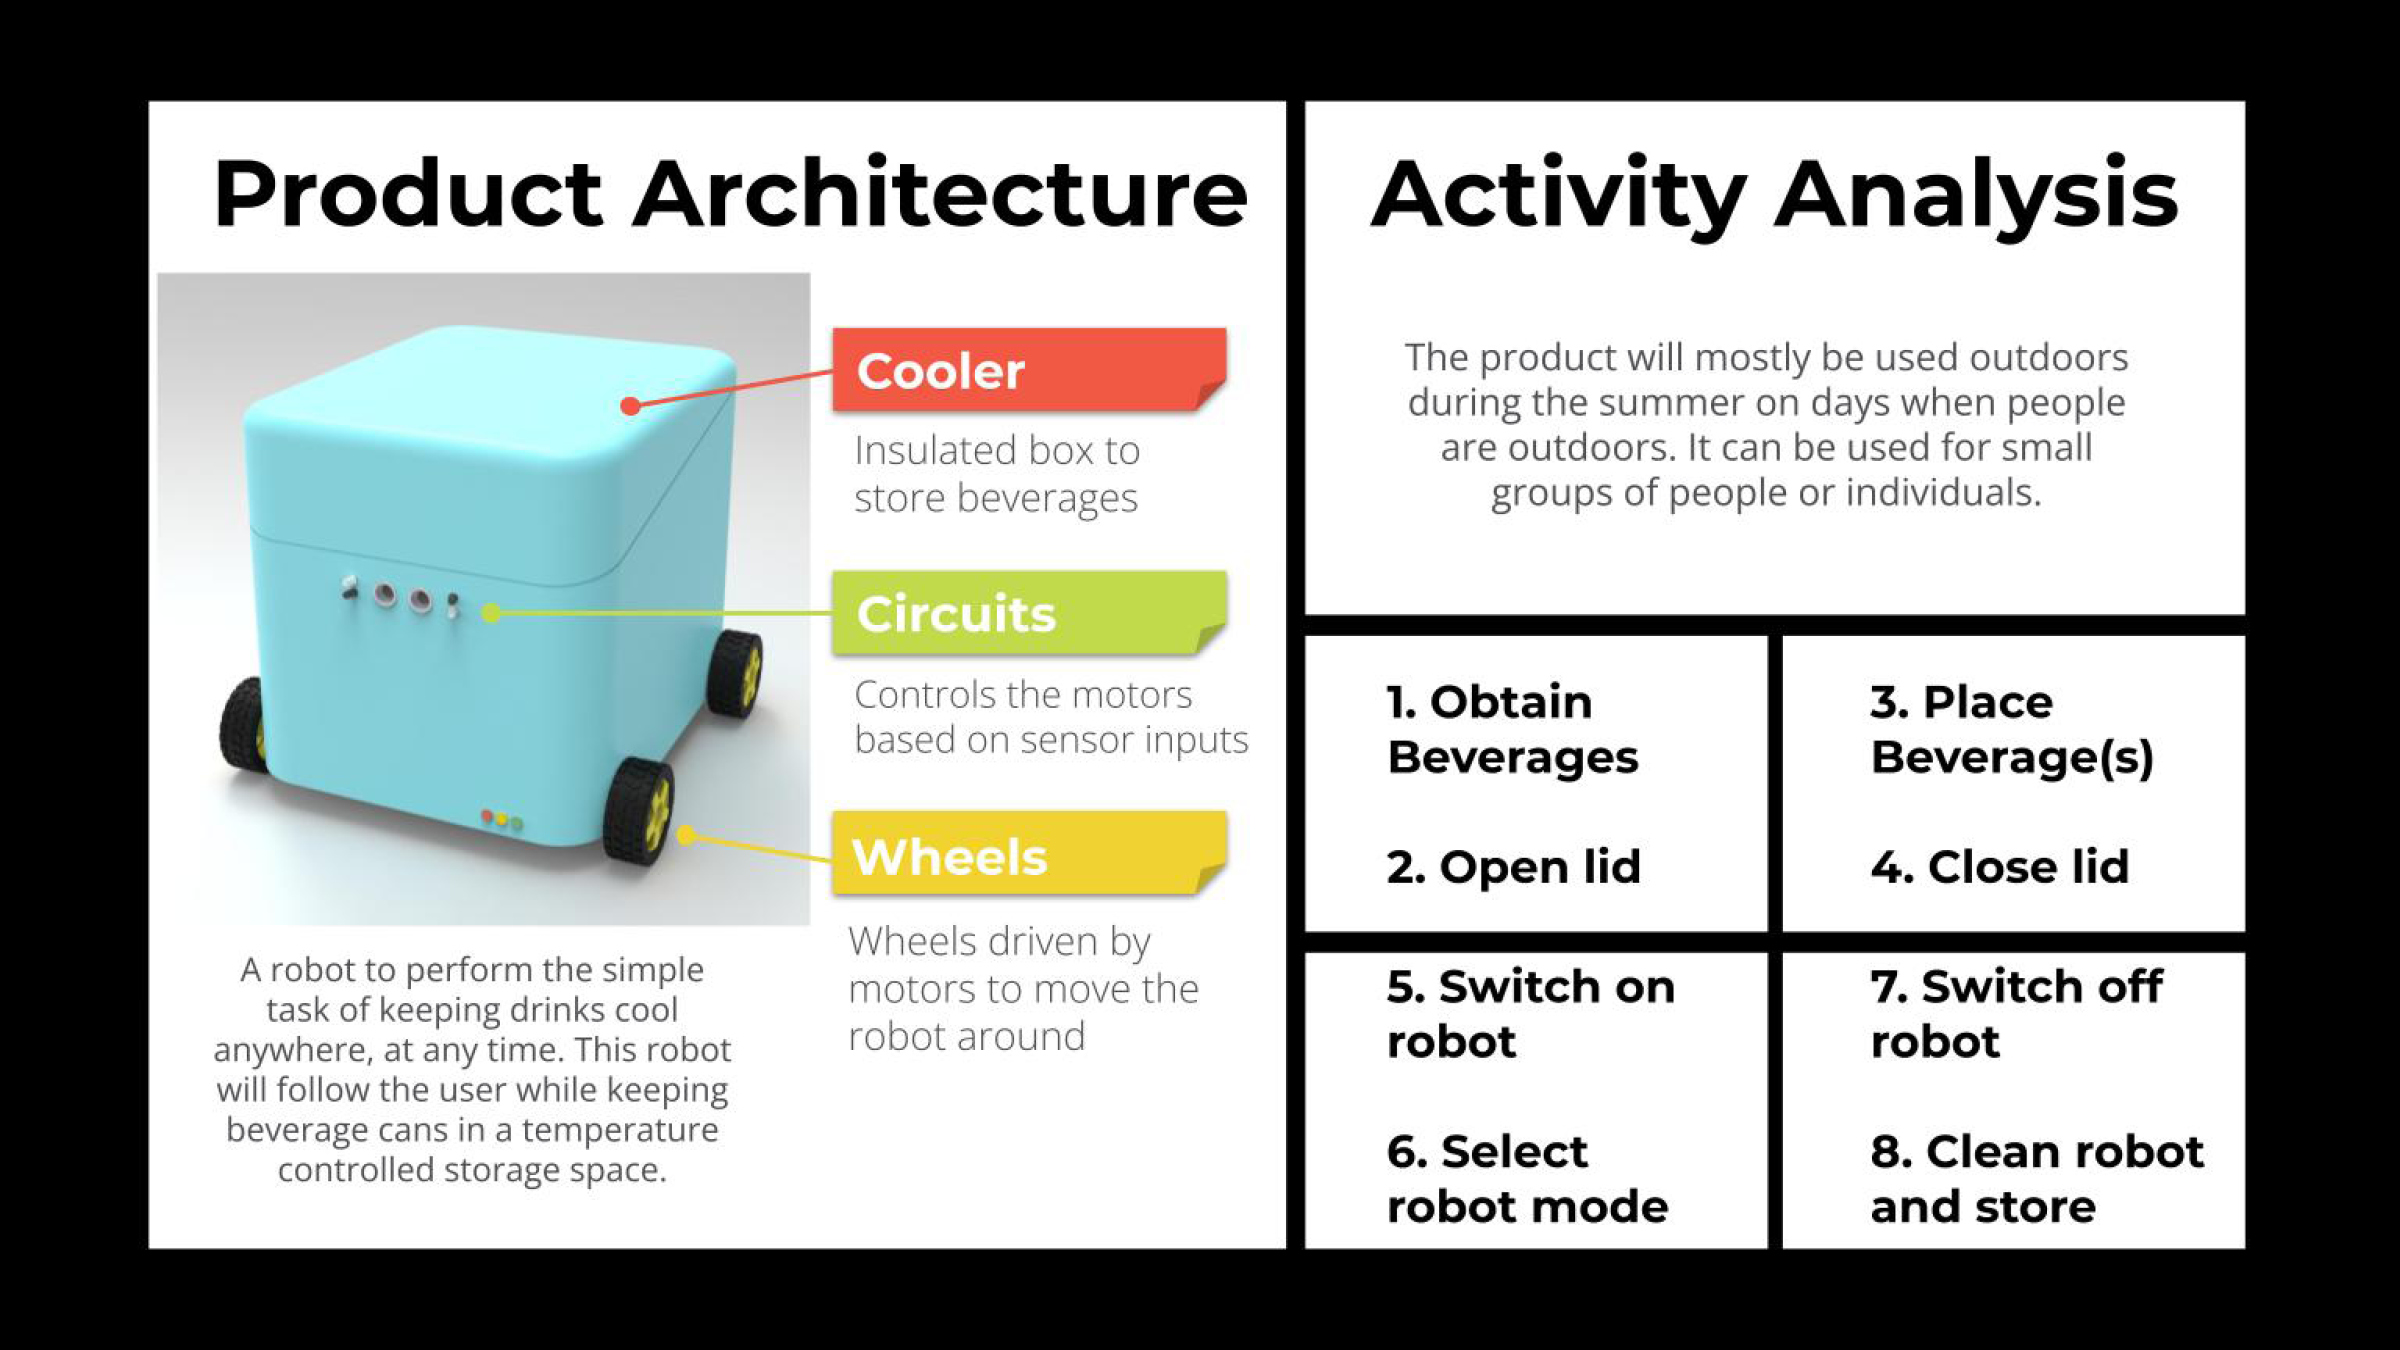 Product Architecture
Cooler
Insulated box to
store beverages
Circuits
Controls the motors
based on sensor inputs
Wheels
Wheels driven by
motors to move the
robot around
A robot to perform the simple
task of keeping drinks cool
anywhere, at any time. This robot
will follow the user while keeping
beverage cans in a temperature
controlled storage space.
Activity Analysis
The product will mostly be used outdoors
during the summer on days when people
are outdoors. It can be used for small
groups of people or individuals.
1. Obtain
Beverages
2. Open lid
3. Place
Beverage(s)
4. Close lid
5. Switch on
robot
6. Select
robot mode
7. Switch off
robot
8. Clean robot
and store